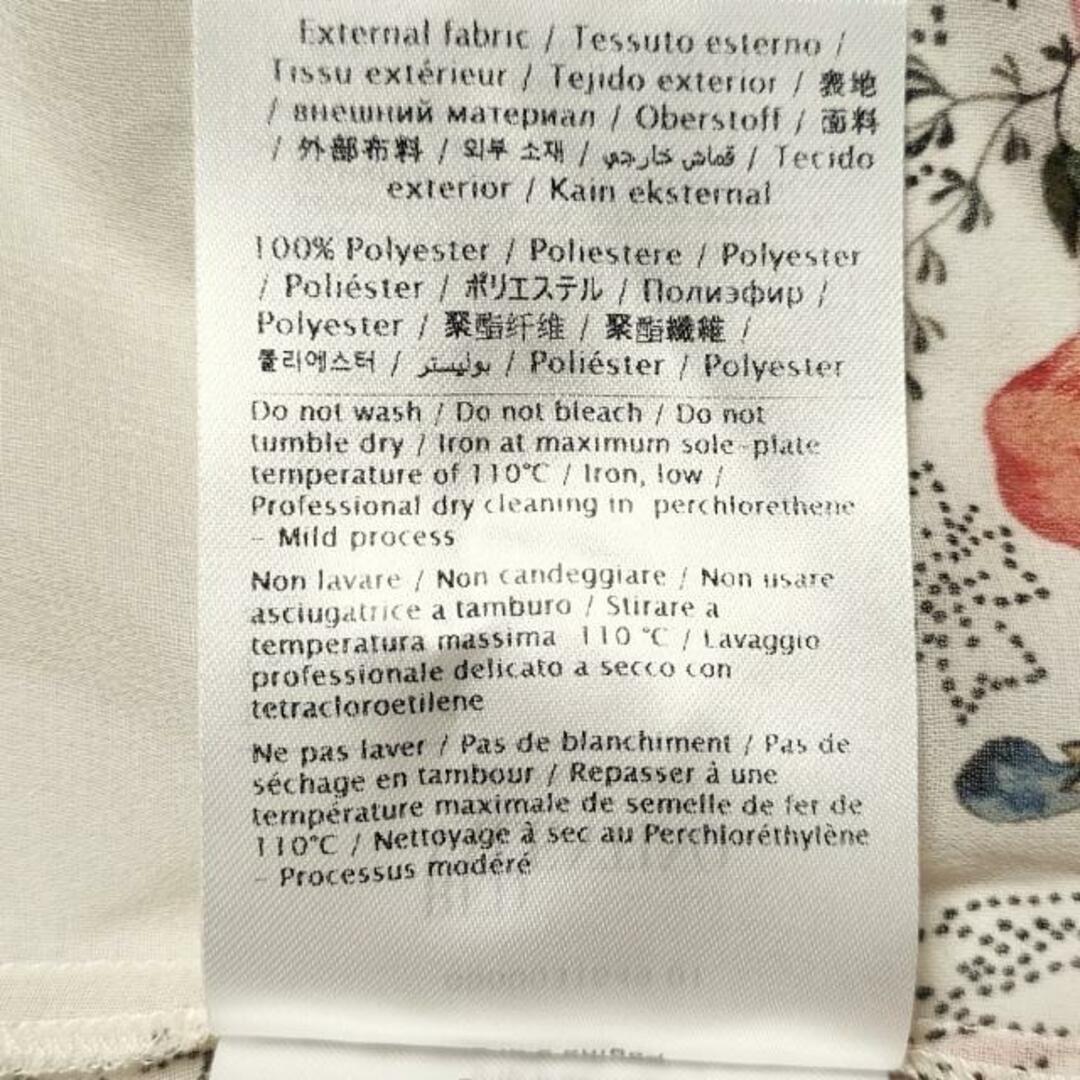 External fabric / Tessuto esterno /
Tissu extérieur / Tejido exterior / 表地
/ внешний материал / Oberstoff / 面料
/ 外部布料 / 외부 소재 / قماش خارجي / Tecido
exterior / Kain eksternal
100% Polyester / Poliestere / Polyester
/ Poliéster / ポリエステル / Полиэфир /
Polyester / 聚酯纤维 / 聚酯纖維 /
폴리에스터 / بوليستر / Poliéster / Polyester
Do not wash / Do not bleach / Do not
tumble dry / Iron at maximum sole-plate
temperature of 110°C / Iron, low /
Professional dry cleaning in perchlorethene
- Mild process
Non lavare / Non candeggiare / Non usare
asciugatrice a tamburo / Stirare a
temperatura massima 110 °C / Lavaggio
professionale delicato a secco con
tetracloroetilene
Ne pas laver / Pas de blanchiment / Pas de
séchage en tambour / Repasser à une
température maximale de semelle de fer de
110°C / Nettoyage à sec au Perchloréthylène
- Processus modéré